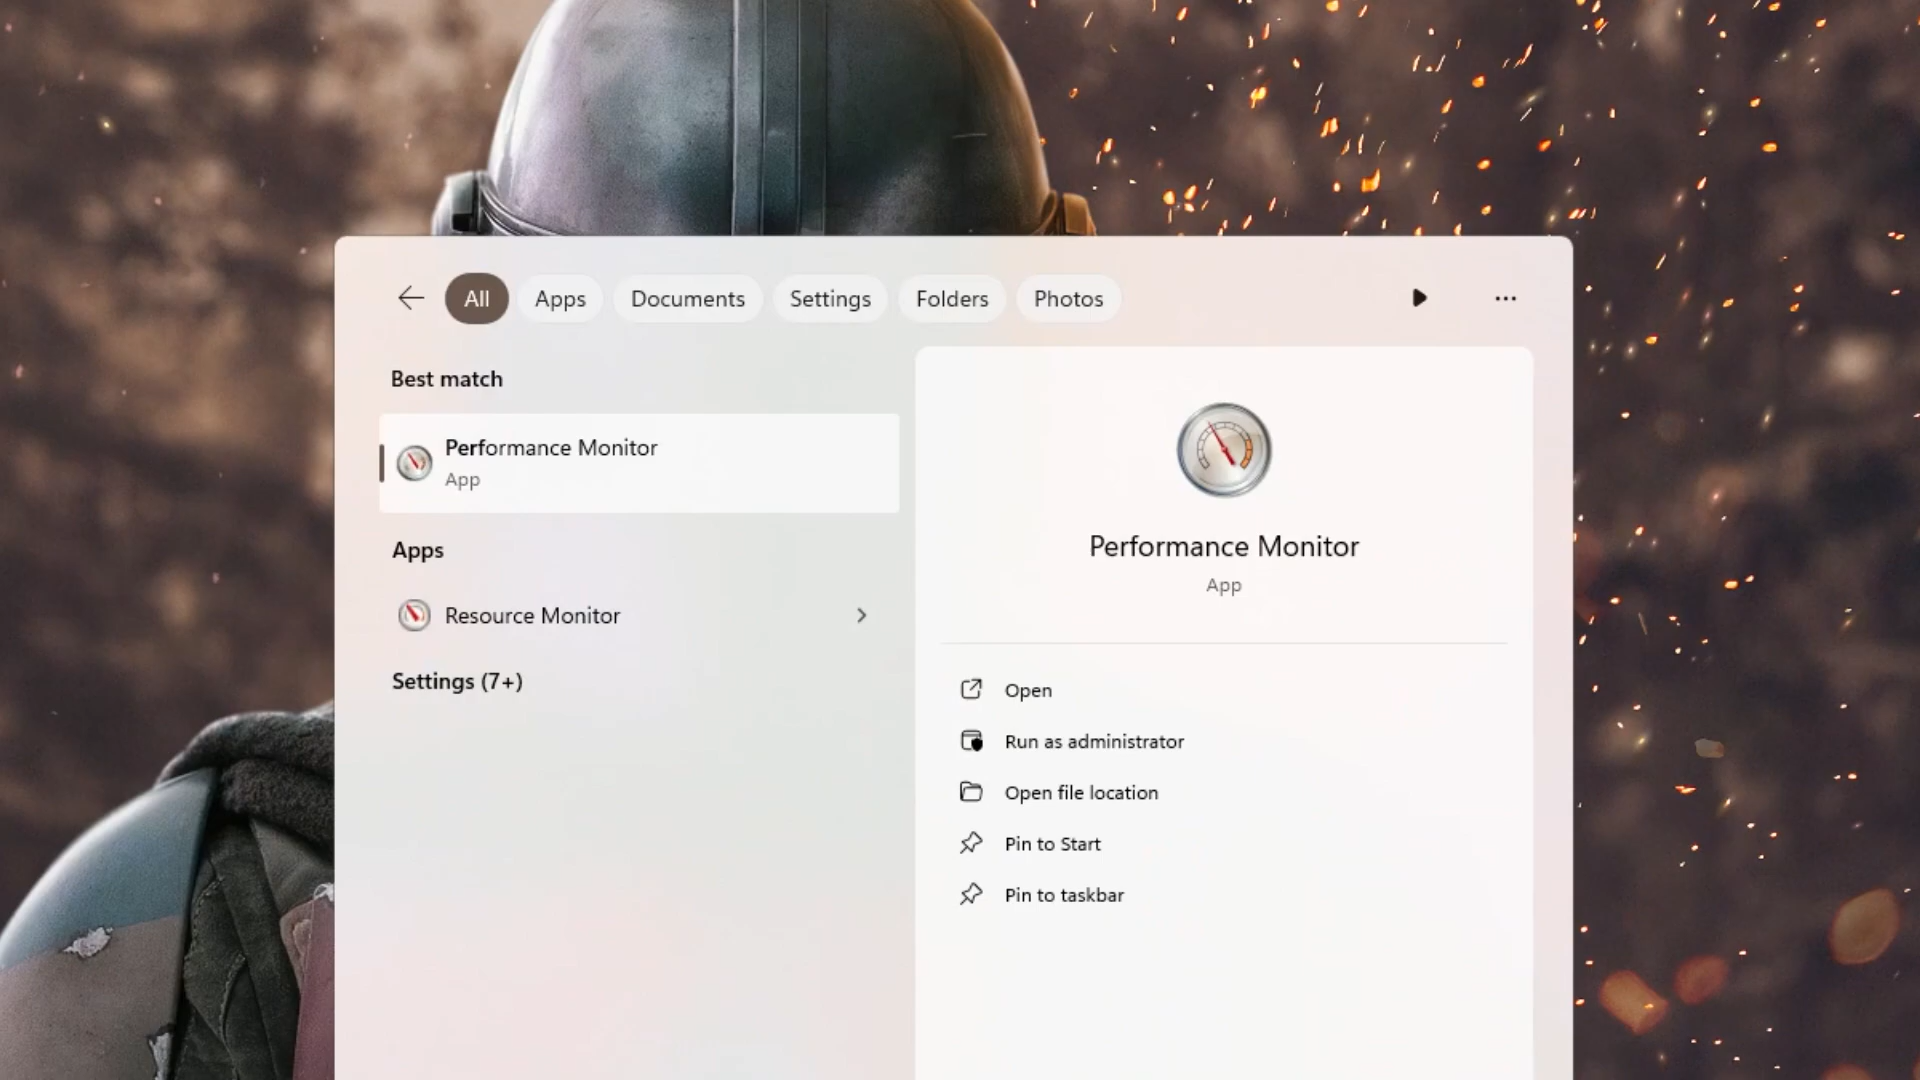 All Apps Documents Settings Folders Photos
Best match
Performance Monitor
App
Apps
Resource Monitor
Settings (7+)
Performance Monitor
App
Open
Run as administrator
Open file location
Pin to Start
Pin to taskbar